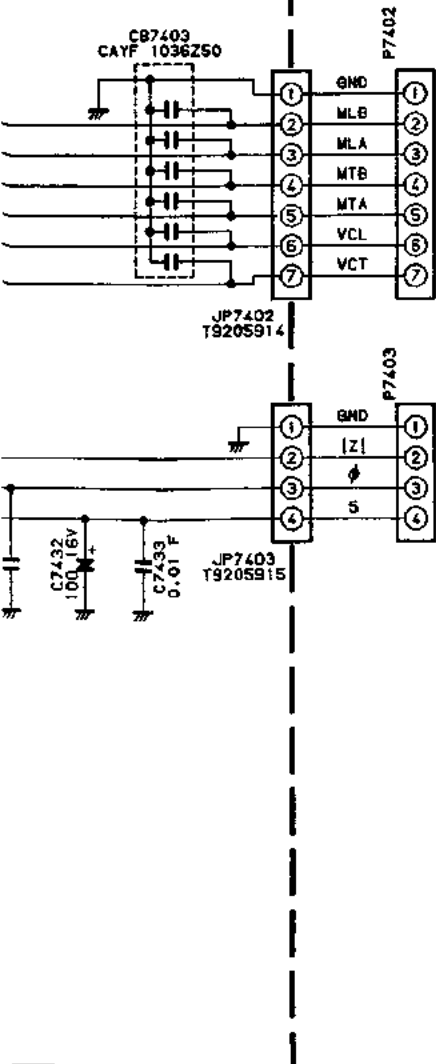 P7402
CB7403
CAYF 1036Z50
1 GND 1
2 MLB 2
3 MLA 3
4 MTB 4
5 MTA 5
6 VCL 6
7 VCT 7
JP7402
T9205914
P7403
1 GND 1
2 |Z| 2
3 ϕ 3
4 5 4
JP7403
T9205915
C7432
100 16V
+
C7433
0.01 F